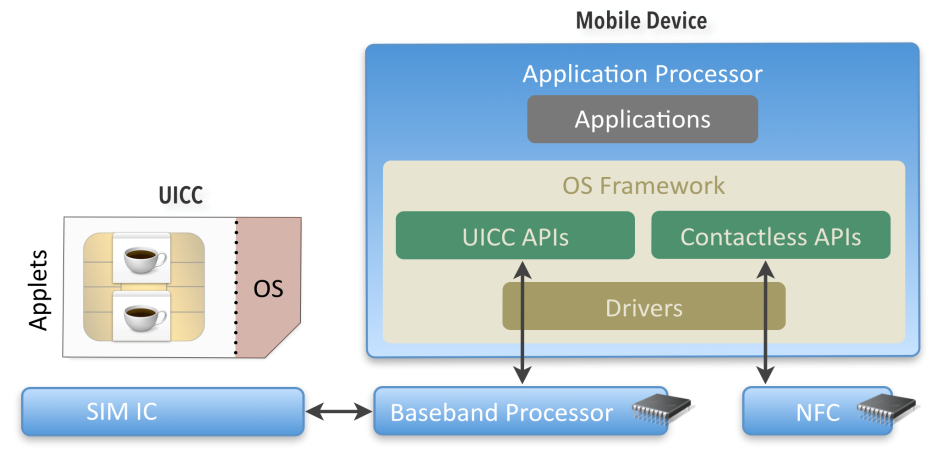 Mobile Device
Application Processor
Applications
OS Framework
UICC APIs
Contactless APIs
Drivers
UICC
Applets
OS
SIM IC
Baseband Processor
NFC